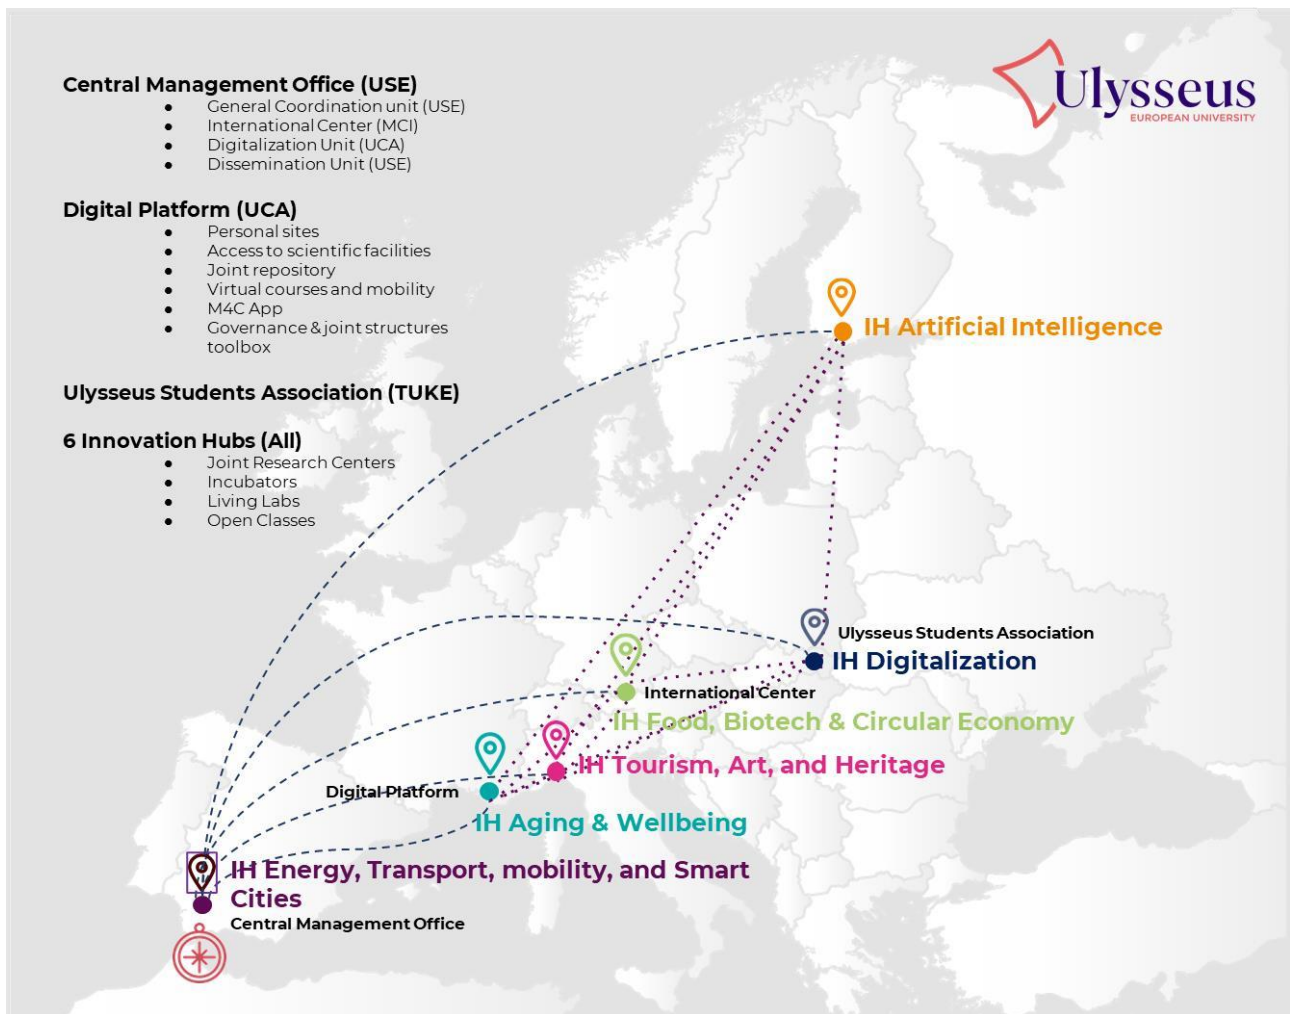 Central Management Office (USE)
● General Coordination unit (USE)
● International Center (MCI)
● Digitalization Unit (UCA)
● Dissemination Unit (USE)
Digital Platform (UCA)
● Personal sites
● Access to scientific facilities
● Joint repository
● Virtual courses and mobility
● M4C App
● Governance & joint structures
toolbox
Ulysseus Students Association (TUKE)
6 Innovation Hubs (All)
● Joint Research Centers
● Incubators
● Living Labs
● Open Classes
Ulysseus
EUROPEAN UNIVERSITY
IH Artificial Intelligence
Ulysseus Students Association
IH Digitalization
International Center
IH Food, Biotech & Circular Economy
IH Tourism, Art, and Heritage
Digital Platform
IH Aging & Wellbeing
IH Energy, Transport, mobility, and Smart
Cities
Central Management Office